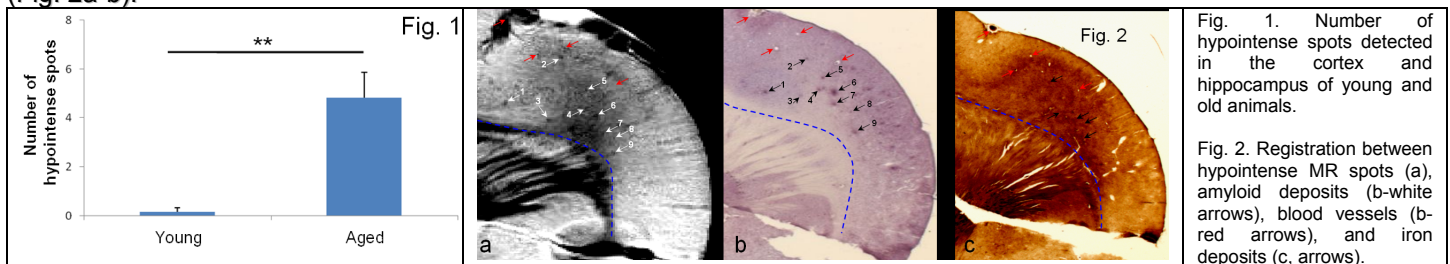 (Fig. 2a-b).
Fig. 1
**
Number of
hypointense spots
6
4
2
0
Young
Aged
1
2
3
4
5
6
7
8
9
a
1
2
3
4
5
6
7
8
9
b
Fig. 2
c
Fig. 1. Number of
hypointense spots detected
in the cortex and
hippocampus of young and
old animals.
Fig. 2. Registration between
hypointense MR spots (a),
amyloid deposits (b-white
arrows), blood vessels (b-
red arrows), and iron
deposits (c, arrows).